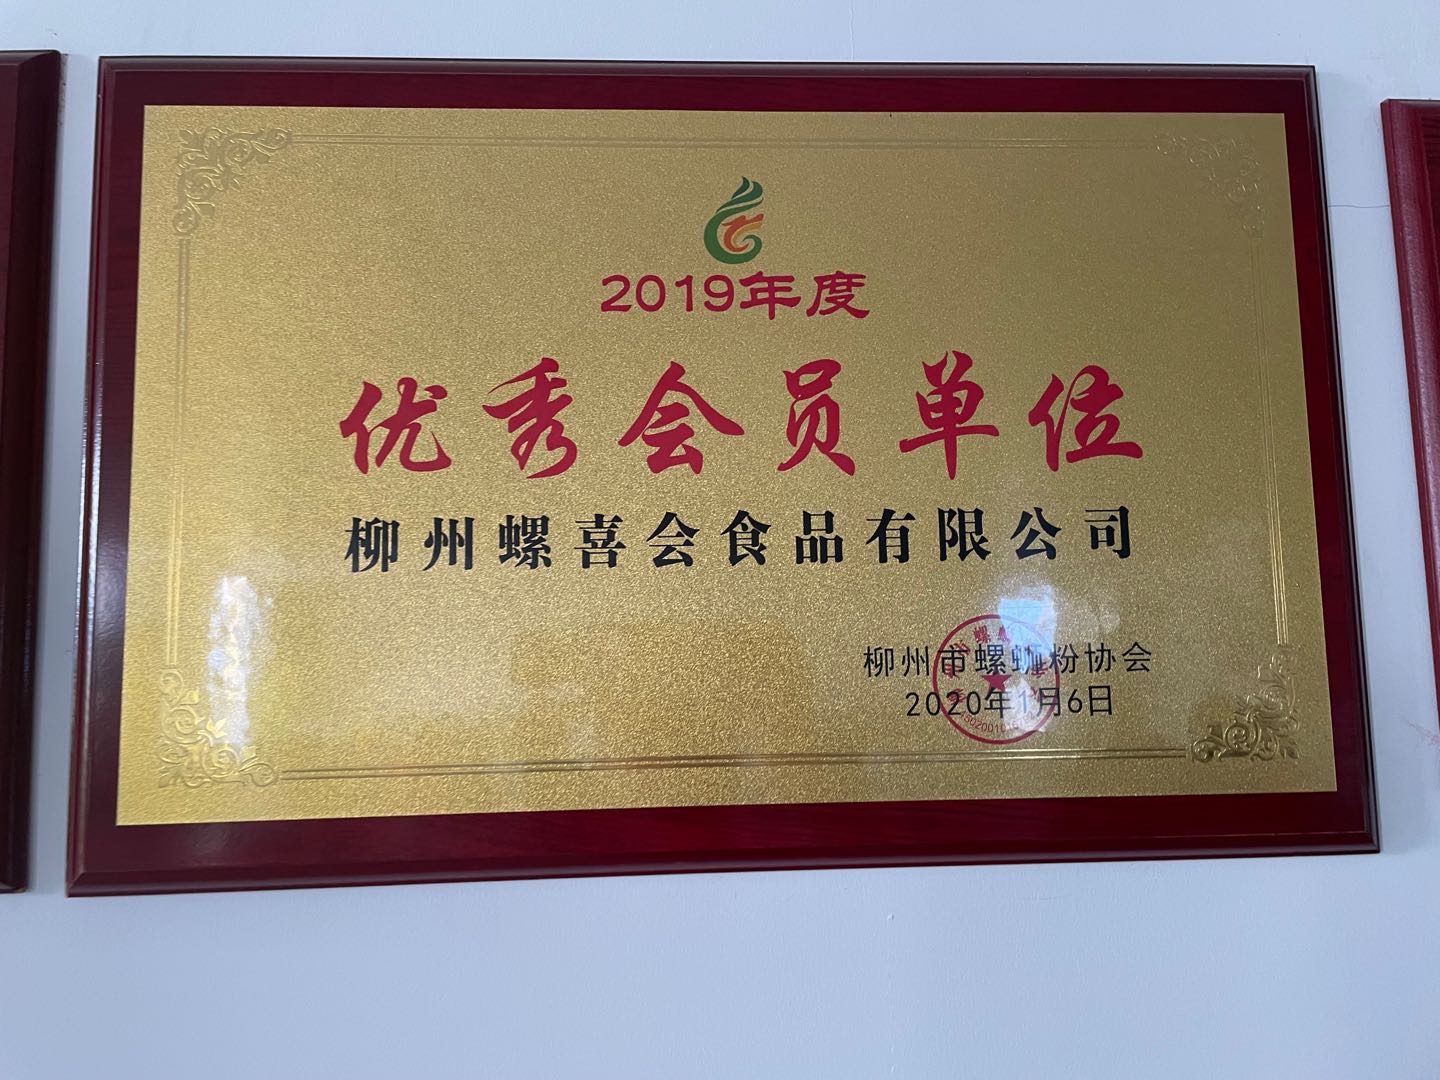 2019年度
优秀会员单位
柳州螺喜会食品有限公司
柳州市螺蛳粉协会
2020年1月6日